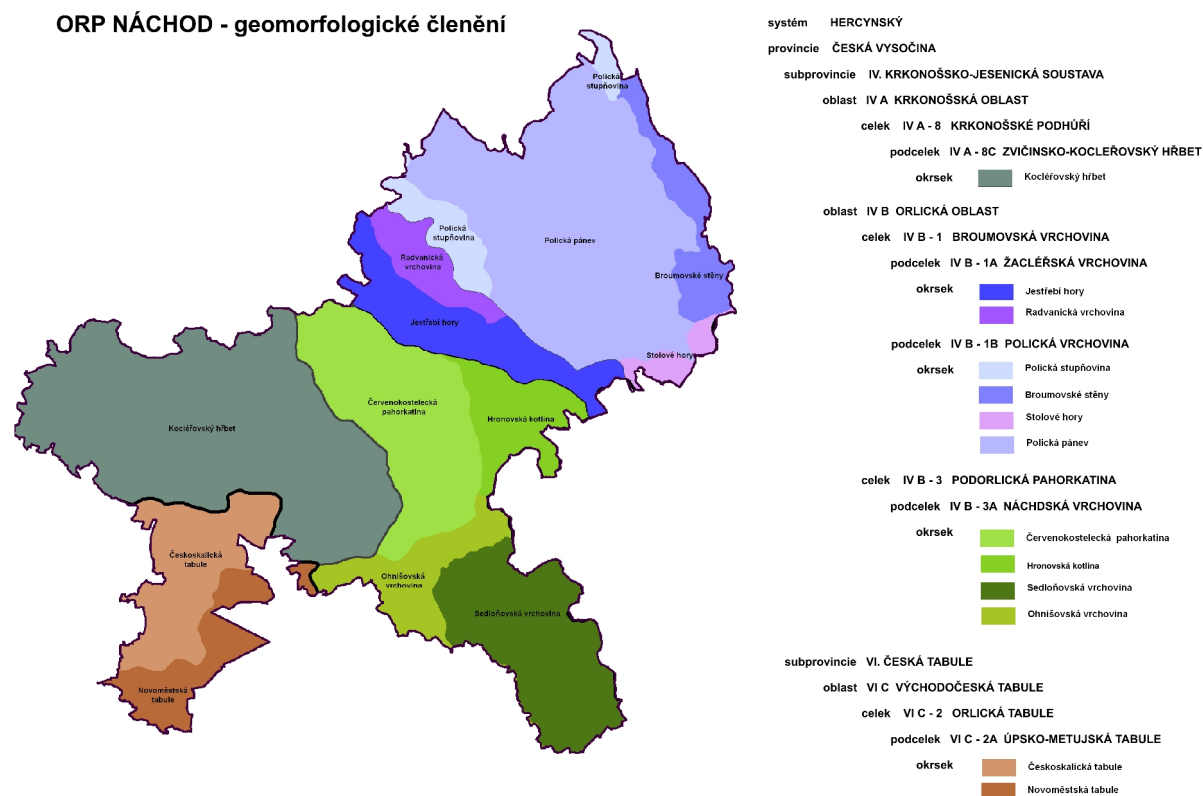 ORP NÁCHOD - geomorfologické členění
Polická
stupňovina
Polická
stupňovina
Polická pánev
Radvanická
vrchovina
Broumovské stěny
Jestřebí hory
Stolové hory
Červenokostelecká
pahorkatina
Hronovská kotlina
Kocléřovský hřbet
Českoskalická
tabule
Ohnišovská
vrchovina
Sedloňovská vrchovina
Novoměstská
tabule
systém HERCYNSKÝ
provincie ČESKÁ VYSOČINA
subprovincie IV. KRKONOŠSKO-JESENICKÁ SOUSTAVA
oblast IV A KRKONOŠSKÁ OBLAST
celek IV A - 8 KRKONOŠSKÉ PODHŮŘÍ
podcelek IV A - 8C ZVIČINSKO-KOCLEŘOVSKÝ HŘBET
okrsek Kocléřovský hřbet
oblast IV B ORLICKÁ OBLAST
celek IV B - 1 BROUMOVSKÁ VRCHOVINA
podcelek IV B - 1A ŽACLÉŘSKÁ VRCHOVINA
okrsek Jestřebí hory
Radvanická vrchovina
podcelek IV B - 1B POLICKÁ VRCHOVINA
okrsek Polická stupňovina
Broumovské stěny
Stolové hory
Polická pánev
celek IV B - 3 PODORLICKÁ PAHORKATINA
podcelek IV B - 3A NÁCHDSKÁ VRCHOVINA
okrsek Červenokostelecká pahorkatina
Hronovská kotlina
Sedloňovská vrchovina
Ohnišovská vrchovina
subprovincie VI. ČESKÁ TABULE
oblast VI C VÝCHODOČESKÁ TABULE
celek VI C - 2 ORLICKÁ TABULE
podcelek VI C - 2A ÚPSKO-METUJSKÁ TABULE
okrsek Českoskalická tabule
Novoměstská tabule